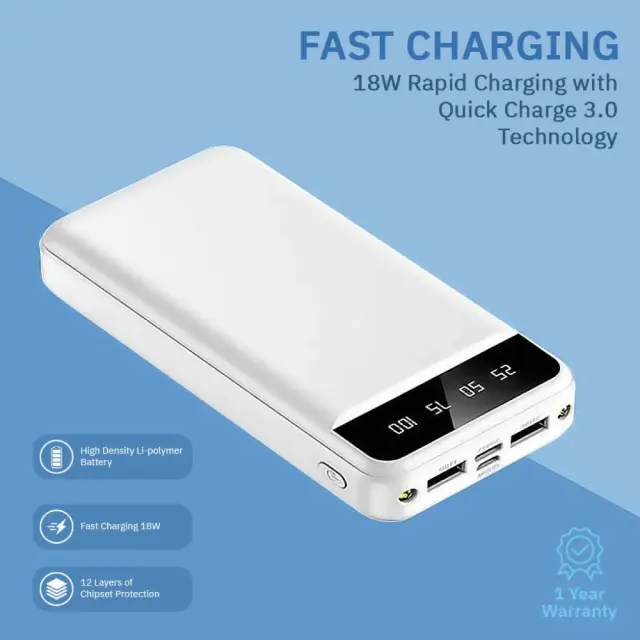 FAST CHARGING
18W Rapid Charging with
Quick Charge 3.0
Technology
100 75 50 25
High Density Li-polymer
Battery
Fast Charging 18W
12 Layers of
Chipset Protection
1 Year
Warranty